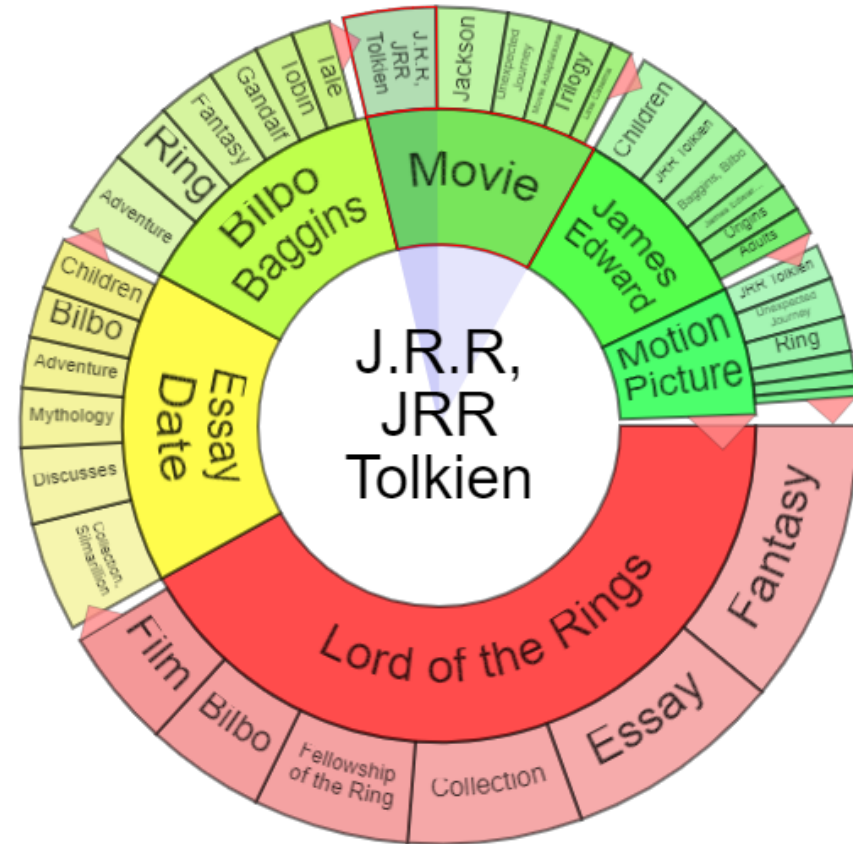 J.R.R,
JRR
Tolkien
Movie
J.R.R,
JRR
Tolkien
Jackson
Unexpected
Journey
Movie Adaptations
Trilogy
James
Edward
Children
JRR Tolkien
Baggins, Bilbo
Origins
Adults
Motion
Picture
JRR Tolkien
Unexpected
Journey
Ring
Lord of the Rings
Fantasy
Essay
Collection
Fellowship
of the Ring
Bilbo
Film
Essay
Date
Collection,
Silmarillion
Discusses
Mythology
Adventure
Bilbo
Children
Bilbo
Baggins
Adventure
Ring
Fantasy
Gandalf
Tale